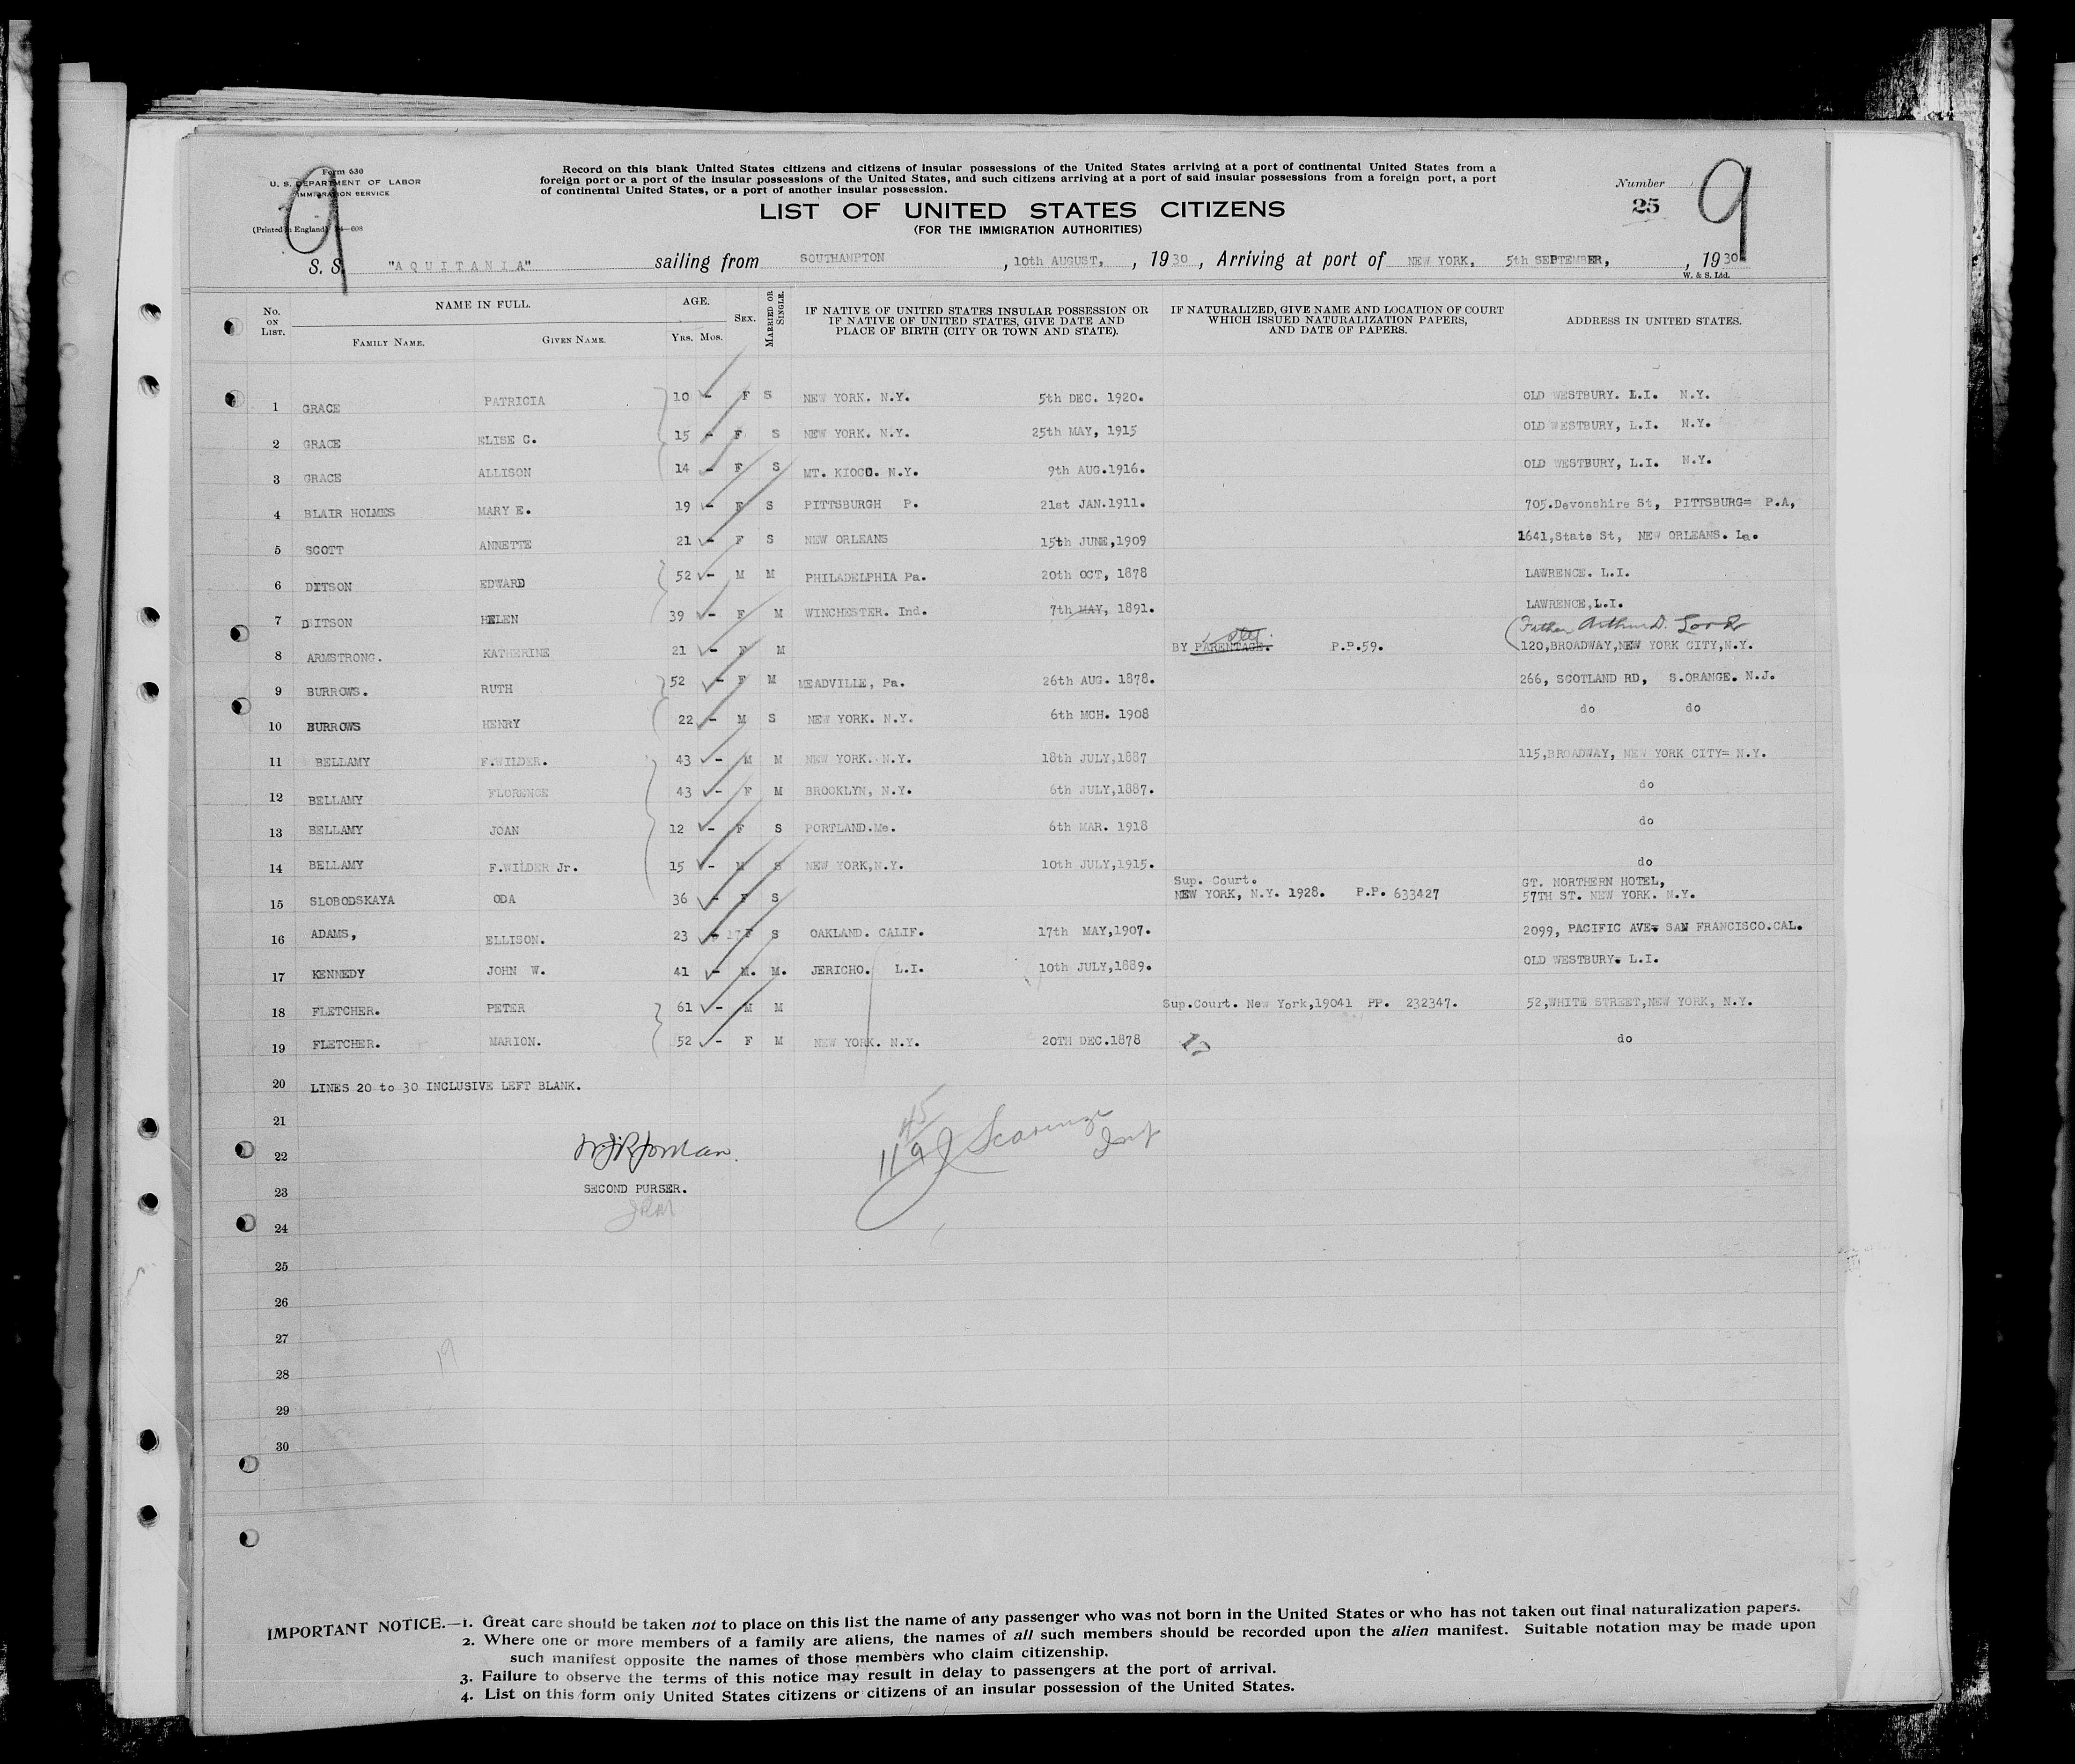 Form 630
U. S. DEPARTMENT OF LABOR
IMMIGRATION SERVICE
(Printed in England) 14—608
9
Record on this blank United States citizens and citizens of insular possessions of the United States arriving at a port of continental United States from a
foreign port or a port of the insular possessions of the United States, and such citizens arriving at a port of said insular possessions from a foreign port, a port
of continental United States, or a port of another insular possession.
LIST OF UNITED STATES CITIZENS
(FOR THE IMMIGRATION AUTHORITIES)
Number
25
9
S. S. "AQUITANIA" sailing from SOUTHAMPTON, 10th AUGUST, , 1930, Arriving at port of NEW YORK, 5th SEPTEMBER, , 1930
W. & S. Ltd.
No. ON LIST. NAME IN FULL. FAMILY NAME. GIVEN NAME. AGE. YRS. MOS. SEX. MARRIED OR SINGLE. IF NATIVE OF UNITED STATES INSULAR POSSESSION OR IF NATIVE OF UNITED STATES, GIVE DATE AND PLACE OF BIRTH (CITY OR TOWN AND STATE). IF NATURALIZED, GIVE NAME AND LOCATION OF COURT WHICH ISSUED NATURALIZATION PAPERS, AND DATE OF PAPERS. ADDRESS IN UNITED STATES.
1 GRACE PATRICIA 10 - F S NEW YORK. N.Y. 5th DEC. 1920. OLD WESTBURY. L.I. N.Y.
2 GRACE ELISE C. 15 - F S NEW YORK. N.Y. 25th MAY, 1915 OLD WESTBURY, L.I. N.Y.
3 GRACE ALLISON 14 - F S MT. KIOCO. N.Y. 9th AUG.1916. OLD WESTBURY, L.I. N.Y.
4 BLAIR HOLMES MARY E. 19 - F S PITTSBURGH P. 21st JAN.1911. 705.Devonshire St, PITTSBURG= P.A,
5 SCOTT ANNETTE 21 - F S NEW ORLEANS 15th JUNE,1909 1641,State St, NEW ORLEANS. La.
6 DITSON EDWARD 52 - M M PHILADELPHIA Pa. 20th OCT, 1878 LAWRENCE. L.I.
7 DITSON HELEN 39 - F M WINCHESTER. Ind. 7th MAY, 1891. LAWRENCE,L.I.
Father Arthur D.
8 ARMSTRONG. KATHERINE 21 - F M BY PARENTAGE. P.P.59. 120,BROADWAY,NEW YORK CITY,N.Y.
9 BURROWS. RUTH 52 - F M MEADVILLE, Pa. 26th AUG. 1878. 266, SCOTLAND RD, S.ORANGE. N.J.
10 BURROWS HENRY 22 - M S NEW YORK. N.Y. 6th MCH. 1908 do do
11 BELLAMY F.WILDER. 43 - M M NEW YORK. N.Y. 18th JULY,1887 115,BROADWAY, NEW YORK CITY= N.Y.
12 BELLAMY FLORENCE 43 - F M BROOKLYN, N.Y. 6th JULY,1887. do
13 BELLAMY JOAN 12 - F S PORTLAND.Me. 6th MAR. 1918 do
14 BELLAMY F.WILDER Jr. 15 - M S NEW YORK,N.Y. 10th JULY,1915. do
Sup. Court. GT. NORTHERN HOTEL,
15 SLOBODSKAYA ODA 36 - F S NEW YORK, N.Y. 1928. P.P. 633427 57TH ST. NEW YORK. N.Y.
16 ADAMS, ELLISON. 23 - F S OAKLAND. CALIF. 17th MAY,1907. 2099, PACIFIC AVE= SAN FRANCISCO.CAL.
17 KENNEDY JOHN W. 41 - M. M. JERICHO. L.I. 10th JULY,1889. OLD WESTBURY. L.I.
18 FLETCHER. PETER 61 - M M Sup.Court. New York,19041 PP. 232347. 52,WHITE STREET,NEW YORK, N.Y.
19 FLETCHER. MARION. 52 - F M NEW YORK. N.Y. 20TH DEC.1878 17 do
20 LINES 20 to 30 INCLUSIVE LEFT BLANK.
21
22
23 SECOND PURSER.
24
25
26
27
19
28
29
30
IMPORTANT NOTICE.—1. Great care should be taken not to place on this list the name of any passenger who was not born in the United States or who has not taken out final naturalization papers.
2. Where one or more members of a family are aliens, the names of all such members should be recorded upon the alien manifest. Suitable notation may be made upon
such manifest opposite the names of those members who claim citizenship.
3. Failure to observe the terms of this notice may result in delay to passengers at the port of arrival.
4. List on this form only United States citizens or citizens of an insular possession of the United States.